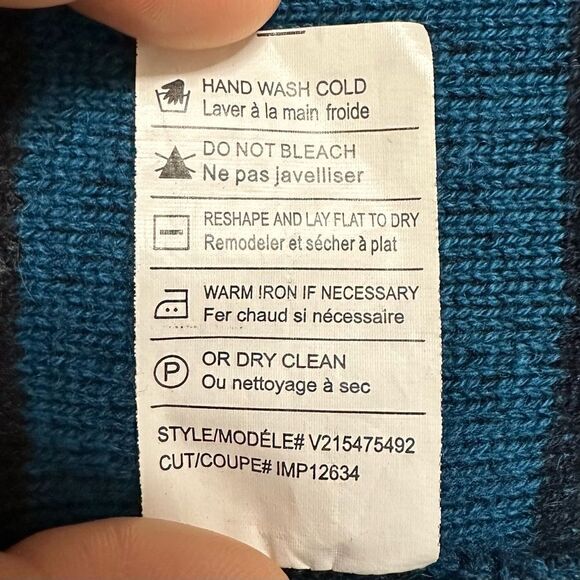 HAND WASH COLD
Laver à la main froide
DO NOT BLEACH
Ne pas javelliser
RESHAPE AND LAY FLAT TO DRY
Remodeler et sécher à plat
WARM IRON IF NECESSARY
Fer chaud si nécessaire
P
OR DRY CLEAN
Ou nettoyage à sec
STYLE/MODÉLE# V215475492
CUT/COUPE# IMP12634